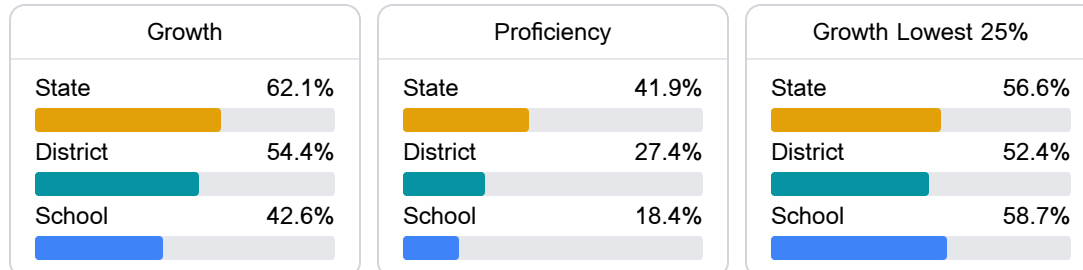 Growth
State 62.1%
District 54.4%
School 42.6%
Proficiency
State 41.9%
District 27.4%
School 18.4%
Growth Lowest 25%
State 56.6%
District 52.4%
School 58.7%